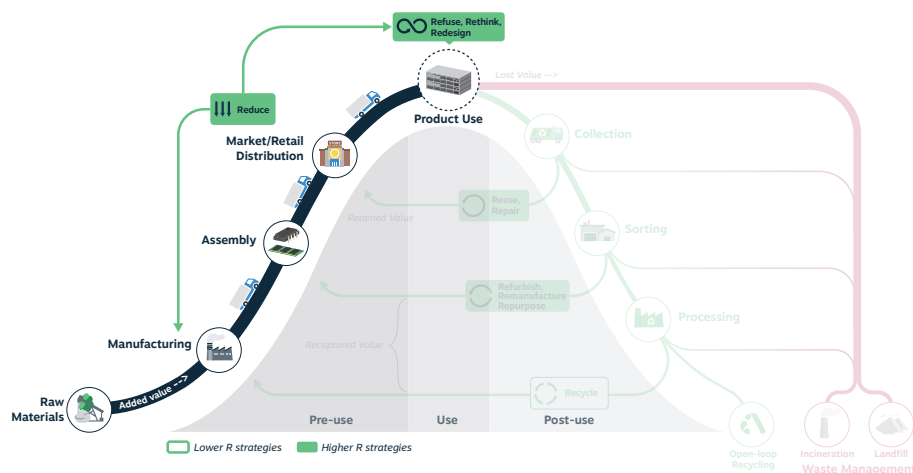 Refuse, Rethink,
Redesign
Lost Value -->
Reduce
Product Use
Market/Retail
Distribution
Collection
Reuse,
Repair
Retained Value
Assembly
Sorting
Refurbish,
Remanufacture
Repurpose
Processing
Manufacturing
Recaptured Value
Added value -->
Raw
Materials
Recycle
Pre-use
Use
Post-use
Lower R strategies
Higher R strategies
Open-loop
Recycling
Incineration
Landfill
Waste Management